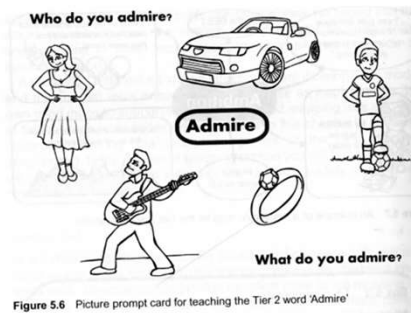 Who do you admire?
Admire
What do you admire?
Figure 5.6 Picture prompt card for teaching the Tier 2 word 'Admire'